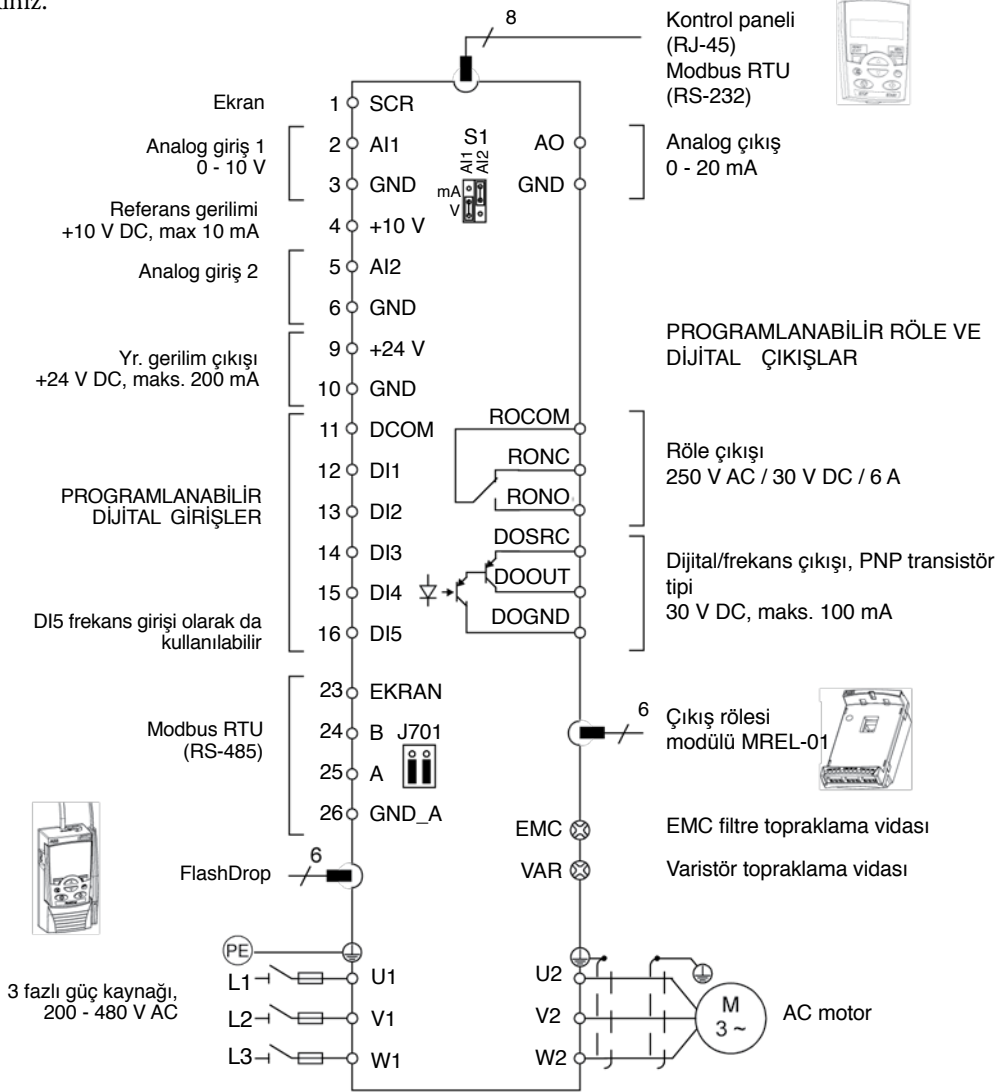 8
Kontrol paneli
(RJ-45)
Modbus RTU
(RS-232)
Ekran
1
SCR
Analog giriş 1
0 - 10 V
2
AI1
3
GND
S1
AI1
AI2
mA
V
AO
GND
Analog çıkış
0 - 20 mA
Referans gerilimi
+10 V DC, max 10 mA
4
+10 V
Analog giriş 2
5
AI2
6
GND
Yr. gerilim çıkışı
+24 V DC, maks. 200 mA
9
+24 V
10
GND
PROGRAMLANABİLİR RÖLE VE
DİJİTAL ÇIKIŞLAR
PROGRAMLANABİLİR
DİJİTAL GİRİŞLER
11
DCOM
12
DI1
13
DI2
14
DI3
15
DI4
16
DI5
DI5 frekans girişi olarak da
kullanılabilir
ROCOM
RONC
RONO
Röle çıkışı
250 V AC / 30 V DC / 6 A
DOSRC
DOOUT
DOGND
Dijital/frekans çıkışı, PNP transistör
tipi
30 V DC, maks. 100 mA
Modbus RTU
(RS-485)
23
EKRAN
24
B
J701
25
A
26
GND_A
6
Çıkış rölesi
modülü MREL-01
EMC
EMC filtre topraklama vidası
VAR
Varistör topraklama vidası
FlashDrop
6
PE
3 fazlı güç kaynağı,
200 - 480 V AC
L1
U1
L2
V1
L3
W1
U2
V2
W2
M
3 ~
AC motor